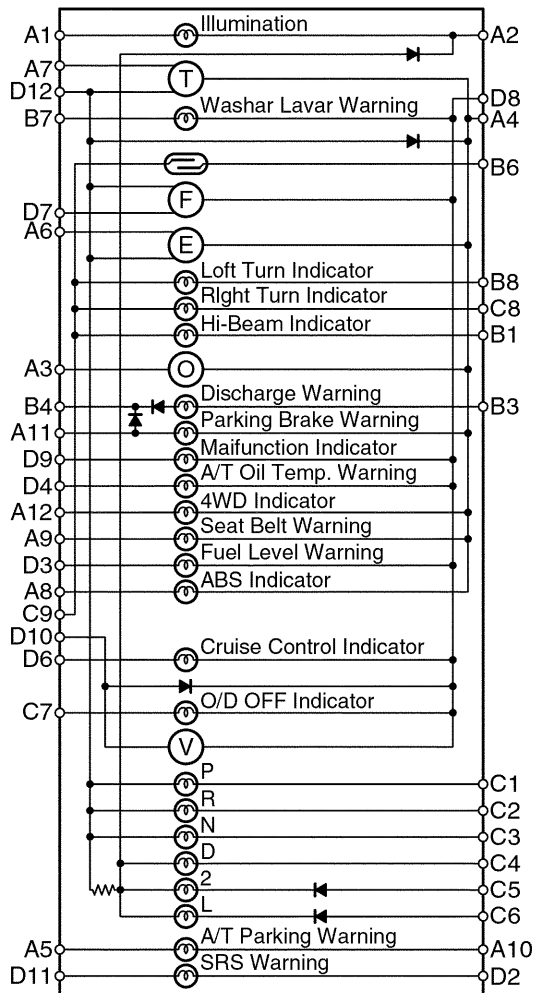 A1 Illumination A2
A7 T
D12 D8
B7 Washar Lavar Warning A4
B6
D7 F
A6 E
Loft Turn Indicator B8
RIght Turn Indicator C8
Hi-Beam Indicator B1
A3 O
B4 Discharge Warning B3
A11 Parking Brake Warning
D9 Maifunction Indicator
D4 A/T Oil Temp. Warning
A12 4WD Indicator
A9 Seat Belt Warning
D3 Fuel Level Warning
A8 ABS Indicator
C9
D10
D6 Cruise Control Indicator
C7 O/D OFF Indicator
V
P C1
R C2
N C3
D C4
2 C5
L C6
A5 A/T Parking Warning A10
D11 SRS Warning D2